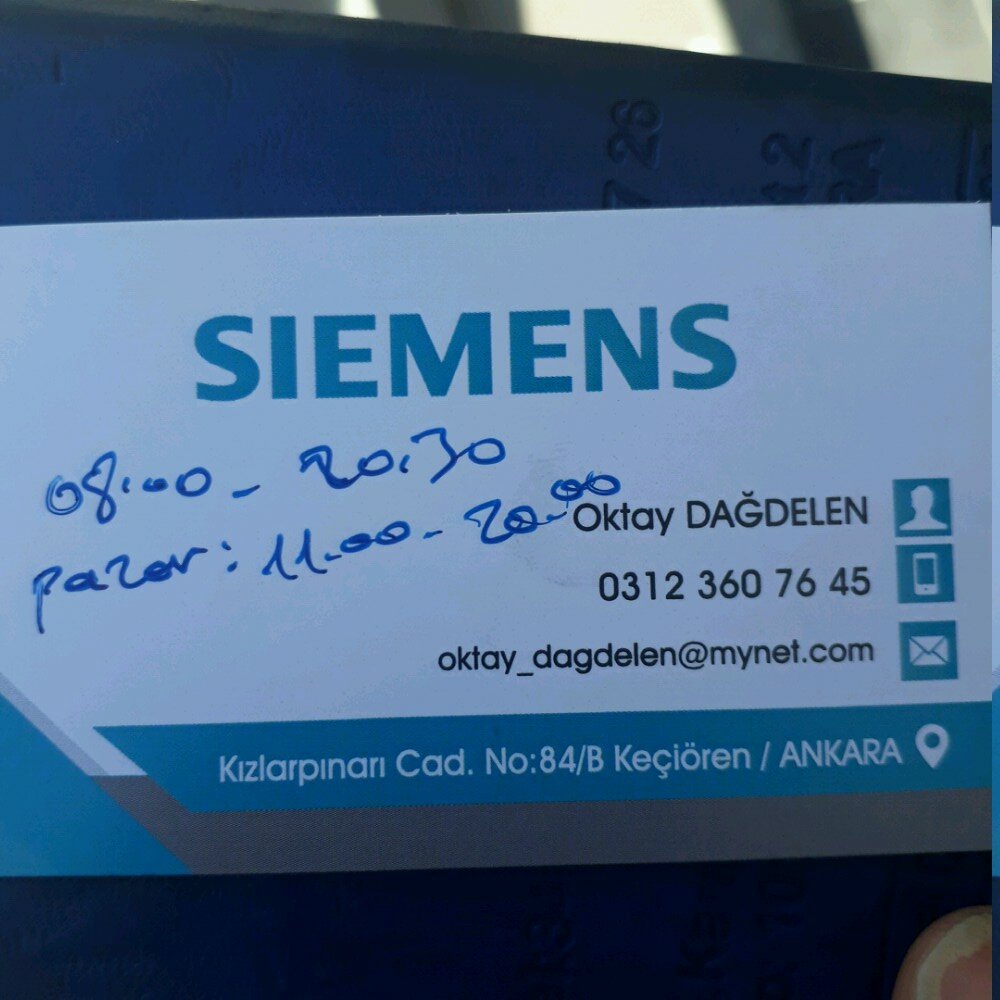 SIEMENS
08:00 - 20:30
pazar: 11.00 - 20.00
Oktay DAĞDELEN
0312 360 76 45
oktay_dagdelen@mynet.com
Kızlarpınarı Cad. No:84/B Keçiören / ANKARA